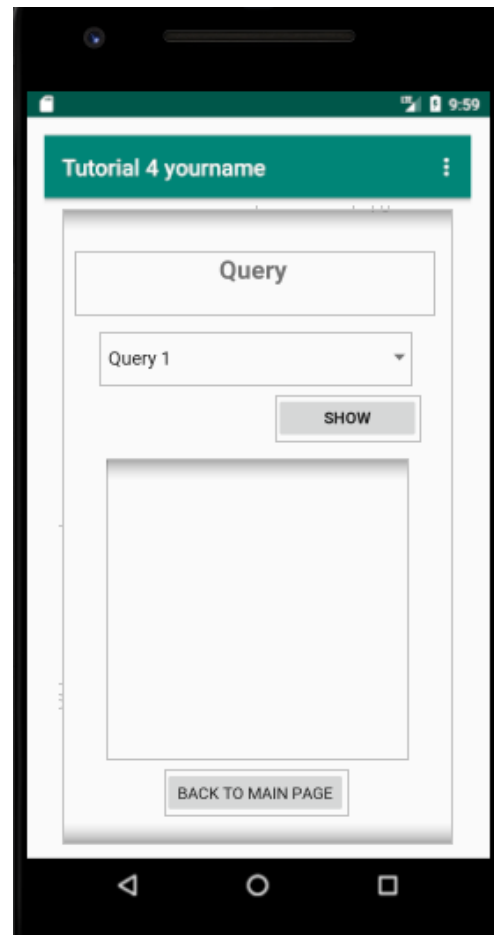 9:59
Tutorial 4 yourname
Query
Query 1
SHOW
BACK TO MAIN PAGE